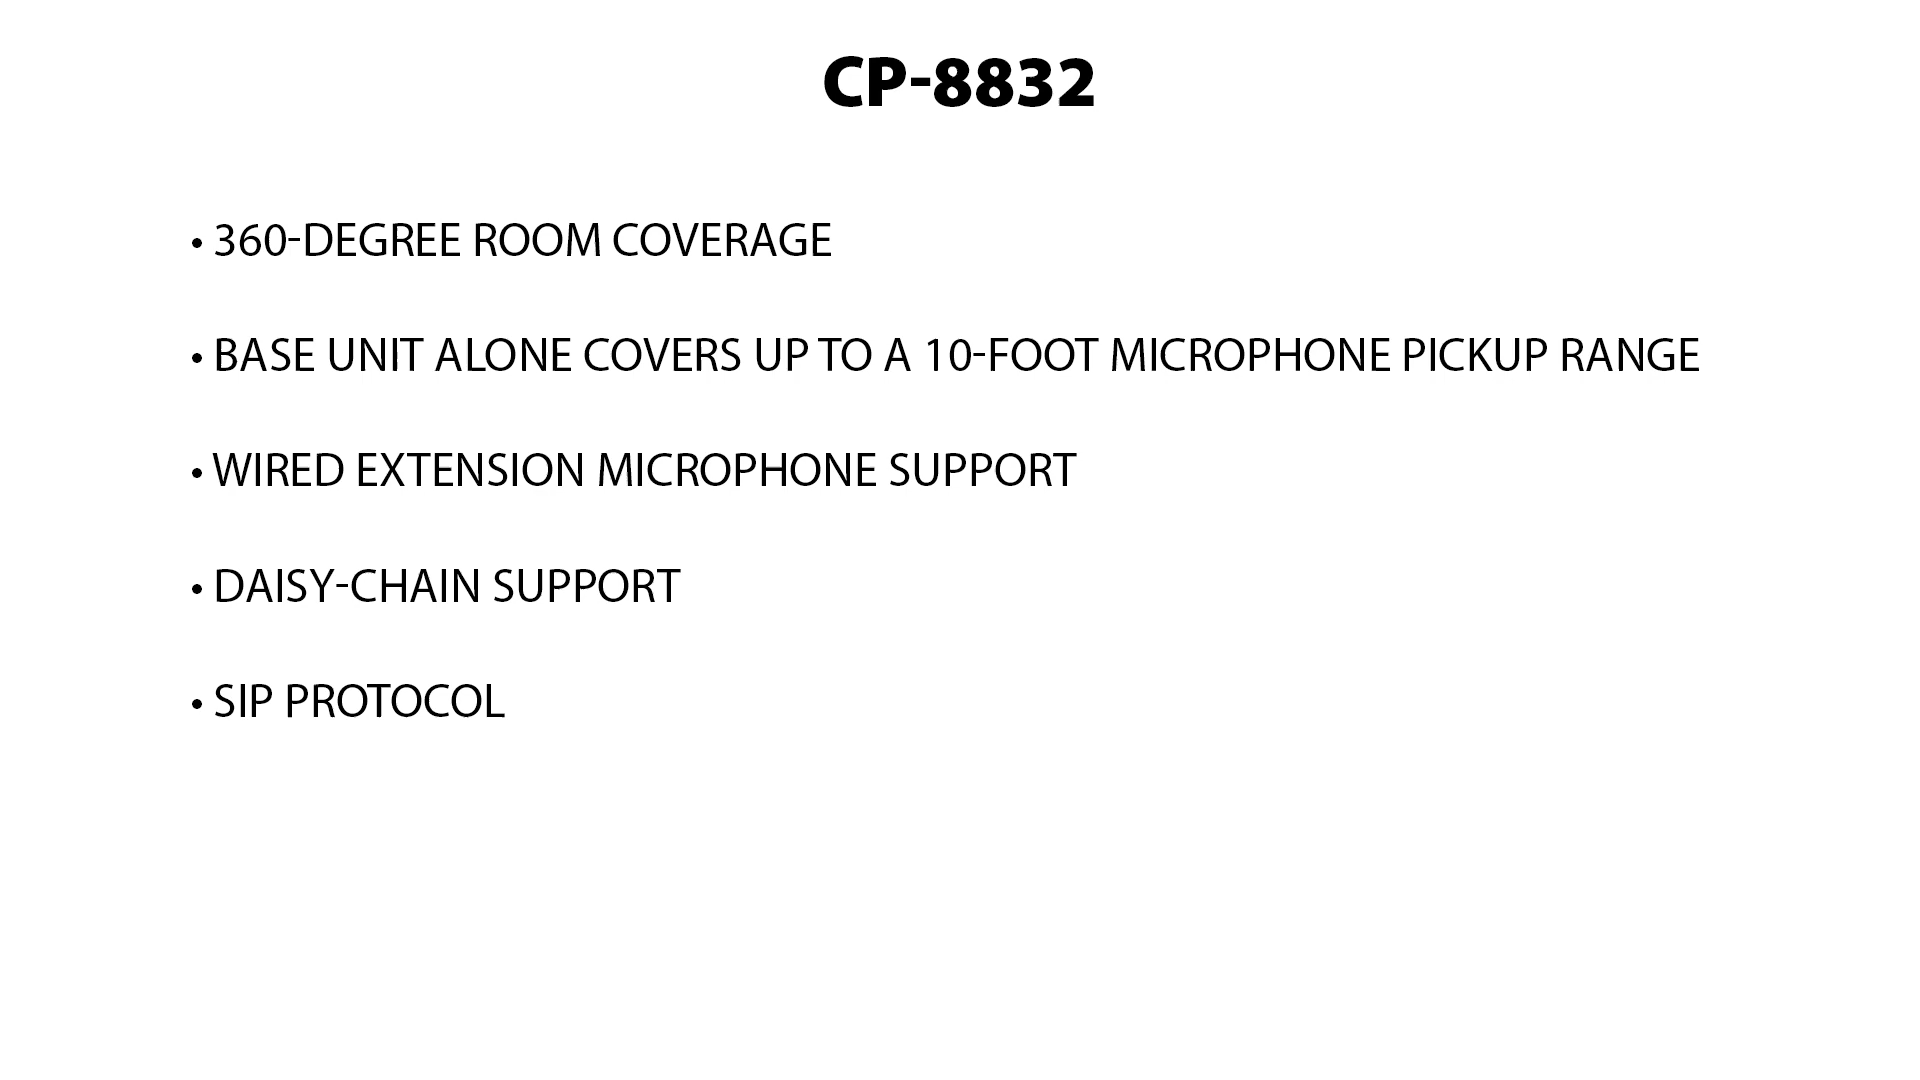 CP-8832
• 360-DEGREE ROOM COVERAGE
• BASE UNIT ALONE COVERS UP TO A 10-FOOT MICROPHONE PICKUP RANGE
• WIRED EXTENSION MICROPHONE SUPPORT
• DAISY-CHAIN SUPPORT
• SIP PROTOCOL